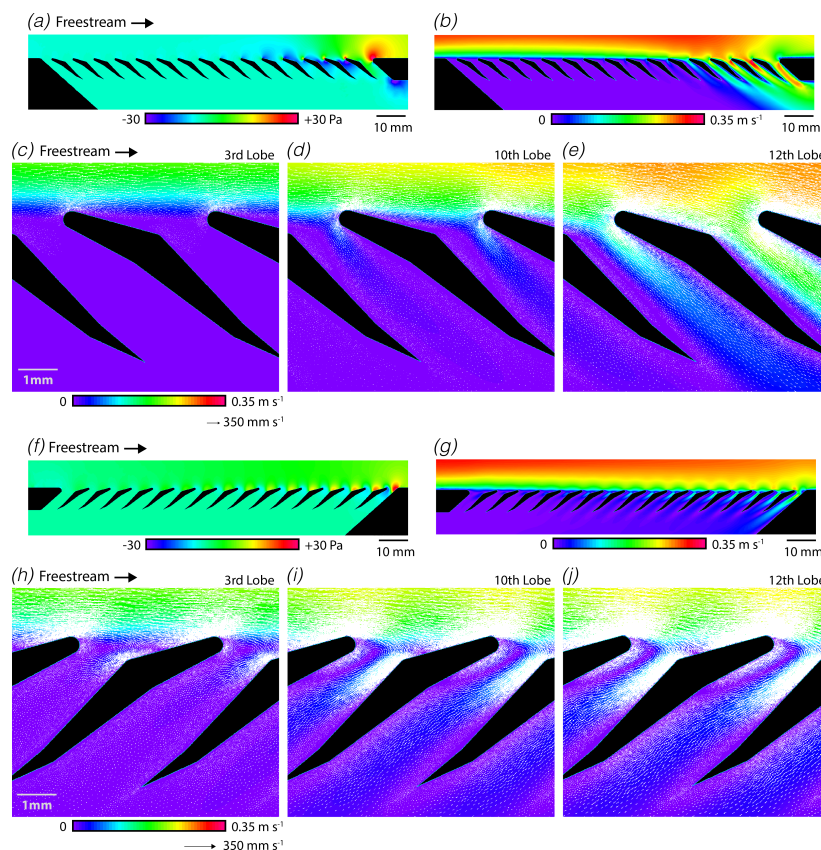 (a) Freestream
(b)
-30 +30 Pa
10 mm
0 0.35 m s-1
10 mm
(c) Freestream 3rd Lobe
(d) 10th Lobe
(e) 12th Lobe
1mm
0 0.35 m s-1
350 mm s-1
(f) Freestream
(g)
-30 +30 Pa
10 mm
0 0.35 m s-1
10 mm
(h) Freestream 3rd Lobe
(i) 10th Lobe
(j) 12th Lobe
1mm
0 0.35 m s-1
350 mm s-1